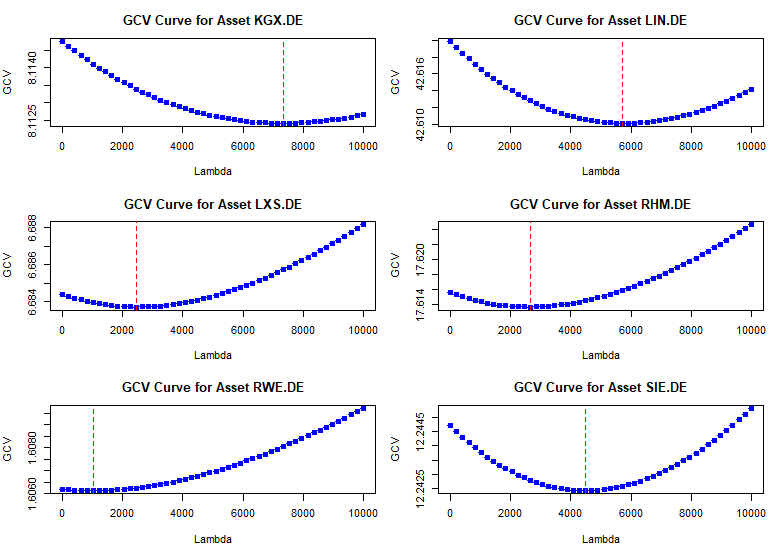 GCV Curve for Asset KGX.DE
GCV
8.1125 8.1140
0 2000 4000 6000 8000 10000
Lambda
GCV Curve for Asset LIN.DE
GCV
42.610 42.616
0 2000 4000 6000 8000 10000
Lambda
GCV Curve for Asset LXS.DE
GCV
6.684 6.686 6.688
0 2000 4000 6000 8000 10000
Lambda
GCV Curve for Asset RHM.DE
GCV
17.614 17.620
0 2000 4000 6000 8000 10000
Lambda
GCV Curve for Asset RWE.DE
GCV
1.6060 1.6080
0 2000 4000 6000 8000 10000
Lambda
GCV Curve for Asset SIE.DE
GCV
12.2425 12.2445
0 2000 4000 6000 8000 10000
Lambda